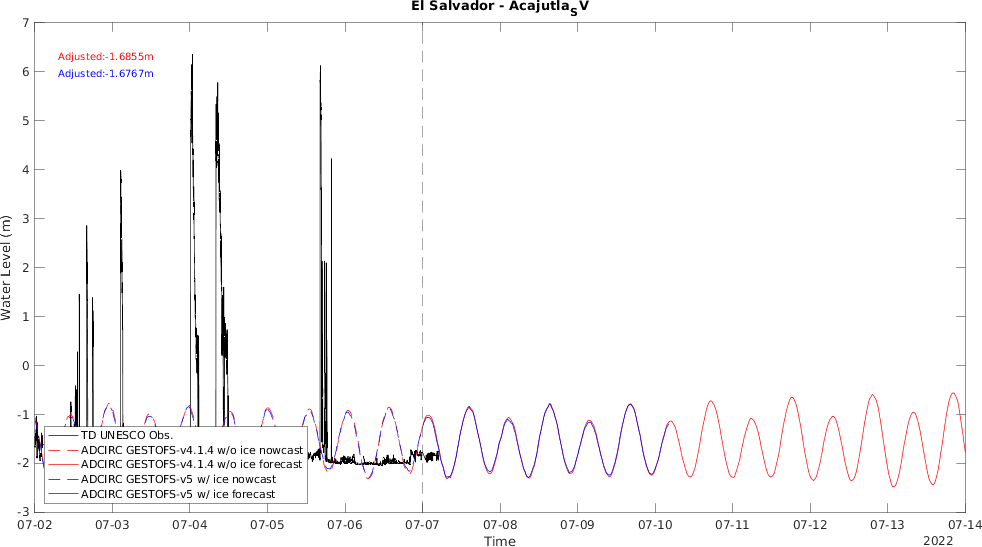 El Salvador - AcajutlaSV
7
6
5
4
3
2
1
0
-1
-2
-3
Water Level (m)
Adjusted:-1.6855m
Adjusted:-1.6767m
TD UNESCO Obs.
ADCIRC GESTOFS-v4.1.4 w/o ice nowcast
ADCIRC GESTOFS-v4.1.4 w/o ice forecast
ADCIRC GESTOFS-v5 w/ ice nowcast
ADCIRC GESTOFS-v5 w/ ice forecast
07-02 07-03 07-04 07-05 07-06 07-07 07-08 07-09 07-10 07-11 07-12 07-13 07-14
Time
2022